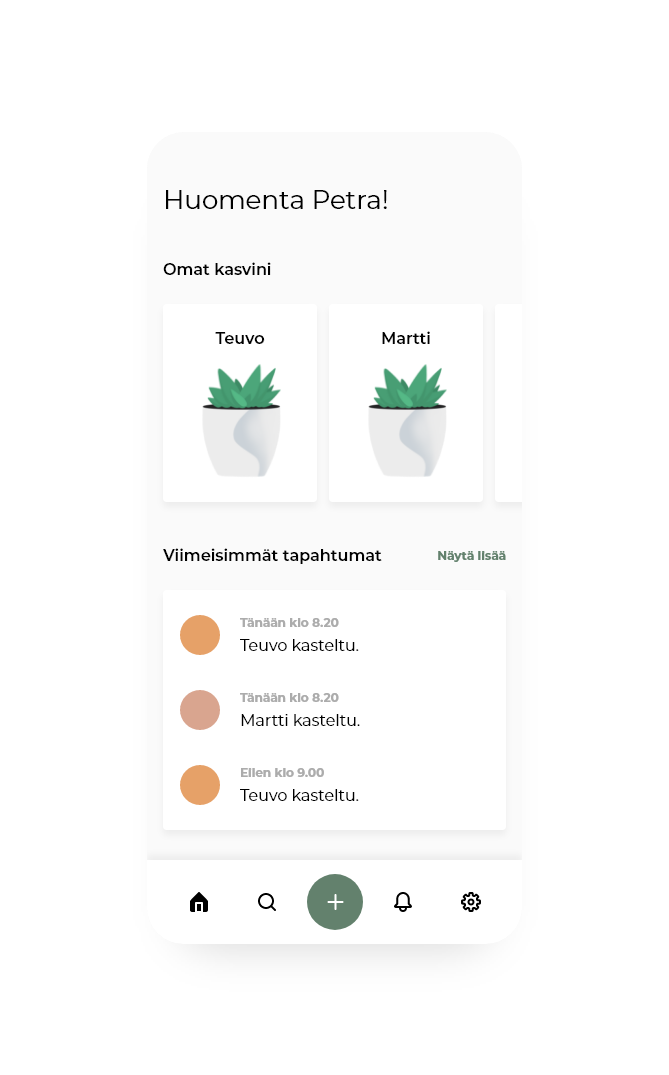 Huomenta Petra!
Omat kasvini
Teuvo
Martti
Viimeisimmät tapahtumat
Näytä lisää
Tänään klo 8.20
Teuvo kasteltu.
Tänään klo 8.20
Martti kasteltu.
Eilen klo 9.00
Teuvo kasteltu.